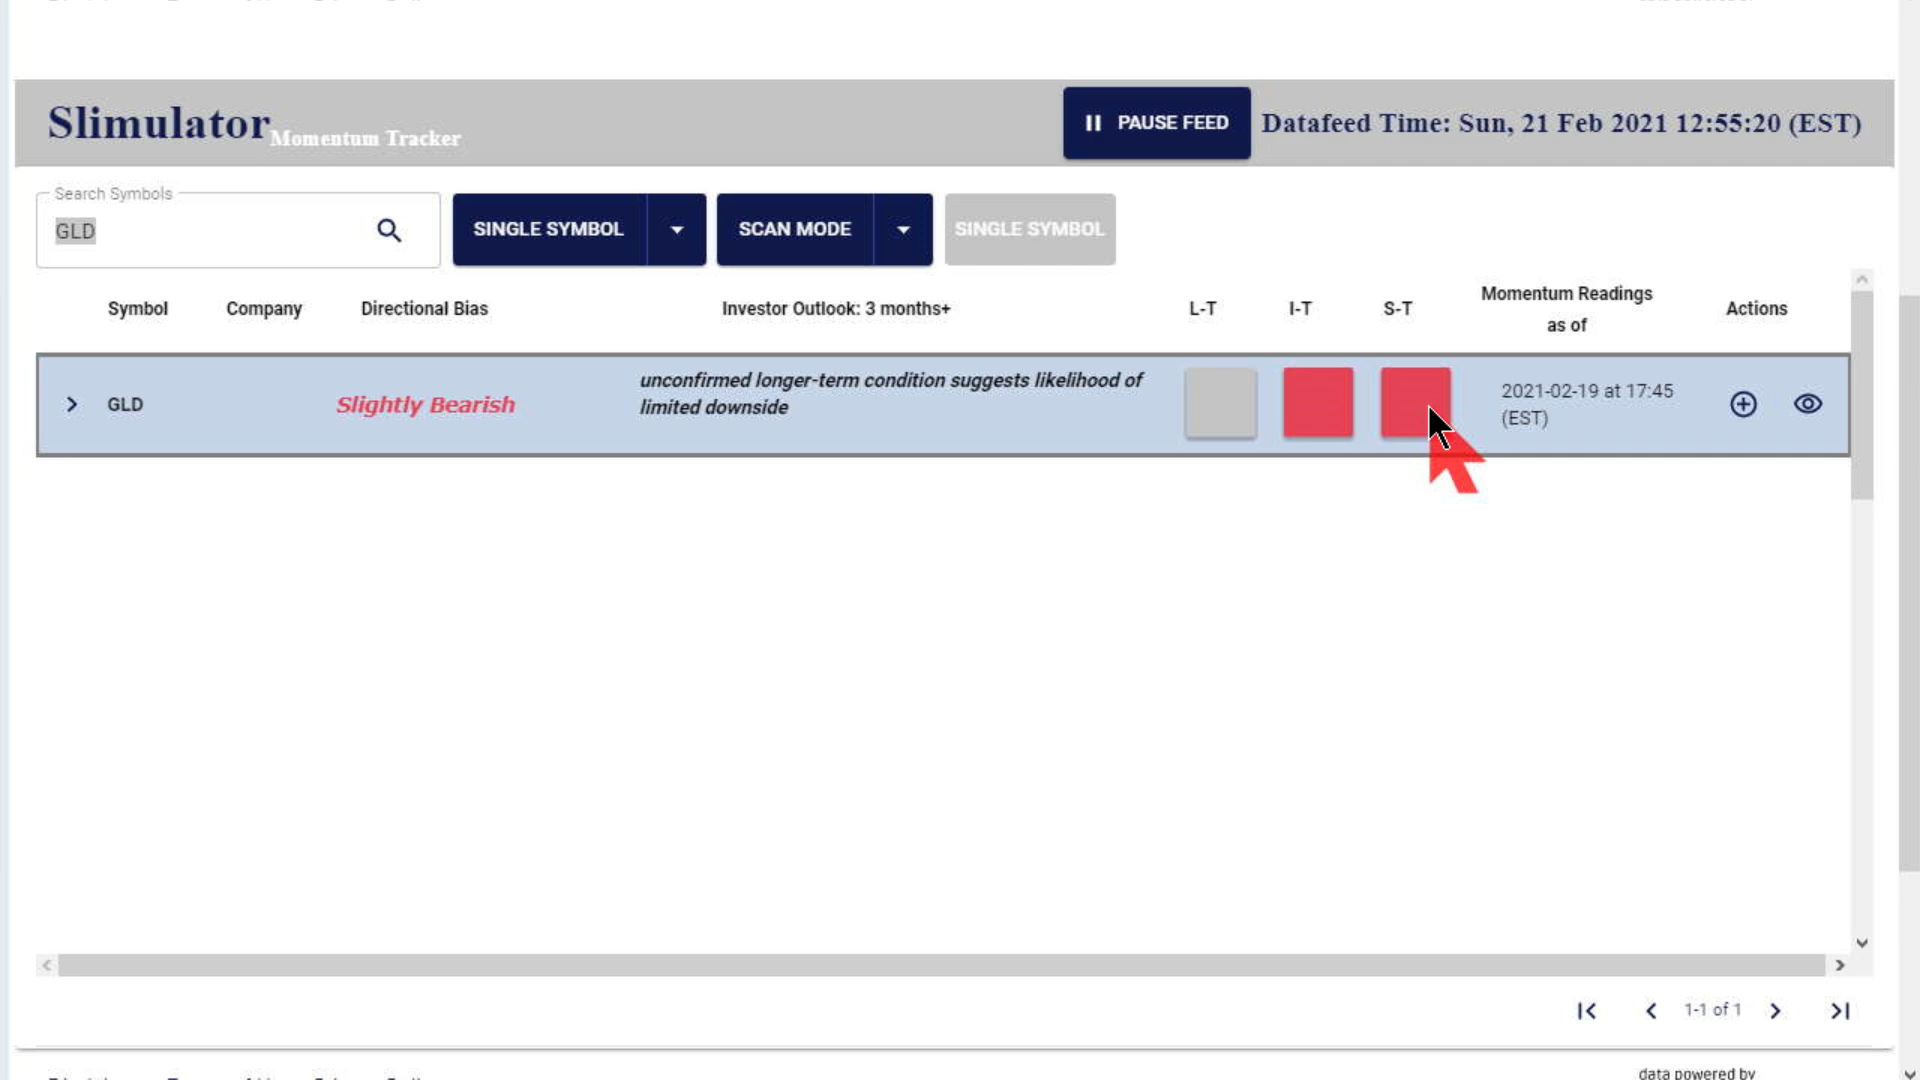 Slimulator Momentum Tracker
PAUSE FEED
Datafeed Time: Sun, 21 Feb 2021 12:55:20 (EST)
Search Symbols
GLD
SINGLE SYMBOL
SCAN MODE
SINGLE SYMBOL
Symbol Company Directional Bias Investor Outlook: 3 months+ L-T I-T S-T Momentum Readings
as of
Actions
GLD
Slightly Bearish
unconfirmed longer-term condition suggests likelihood of
limited downside
2021-02-19 at 17:45
(EST)
1-1 of 1
data powered by